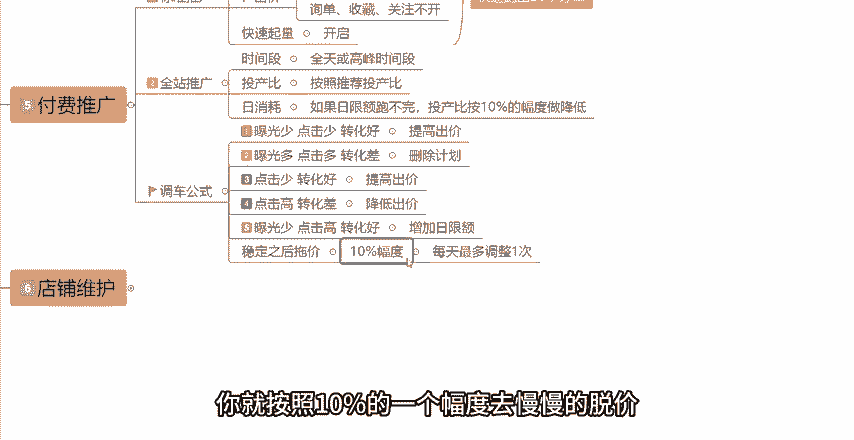 询单、收藏、关注不开
快速起量 开启
时间段 全天或高峰时间段
2 全站推广 投产比 按照推荐投产比
日消耗 如果日限额跑不完，投产比按10%的幅度做降低
5 付费推广
1 曝光少 点击少 转化好 提高出价
2 曝光多 点击多 转化差 删除计划
调车公式 3 点击少 转化好 提高出价
4 点击高 转化差 降低出价
5 曝光少 点击高 转化好 增加日限额
稳定之后拖价 10%幅度 每天最多调整1次
6 店铺维护
你就按照10%的一个幅度去慢慢的脱价